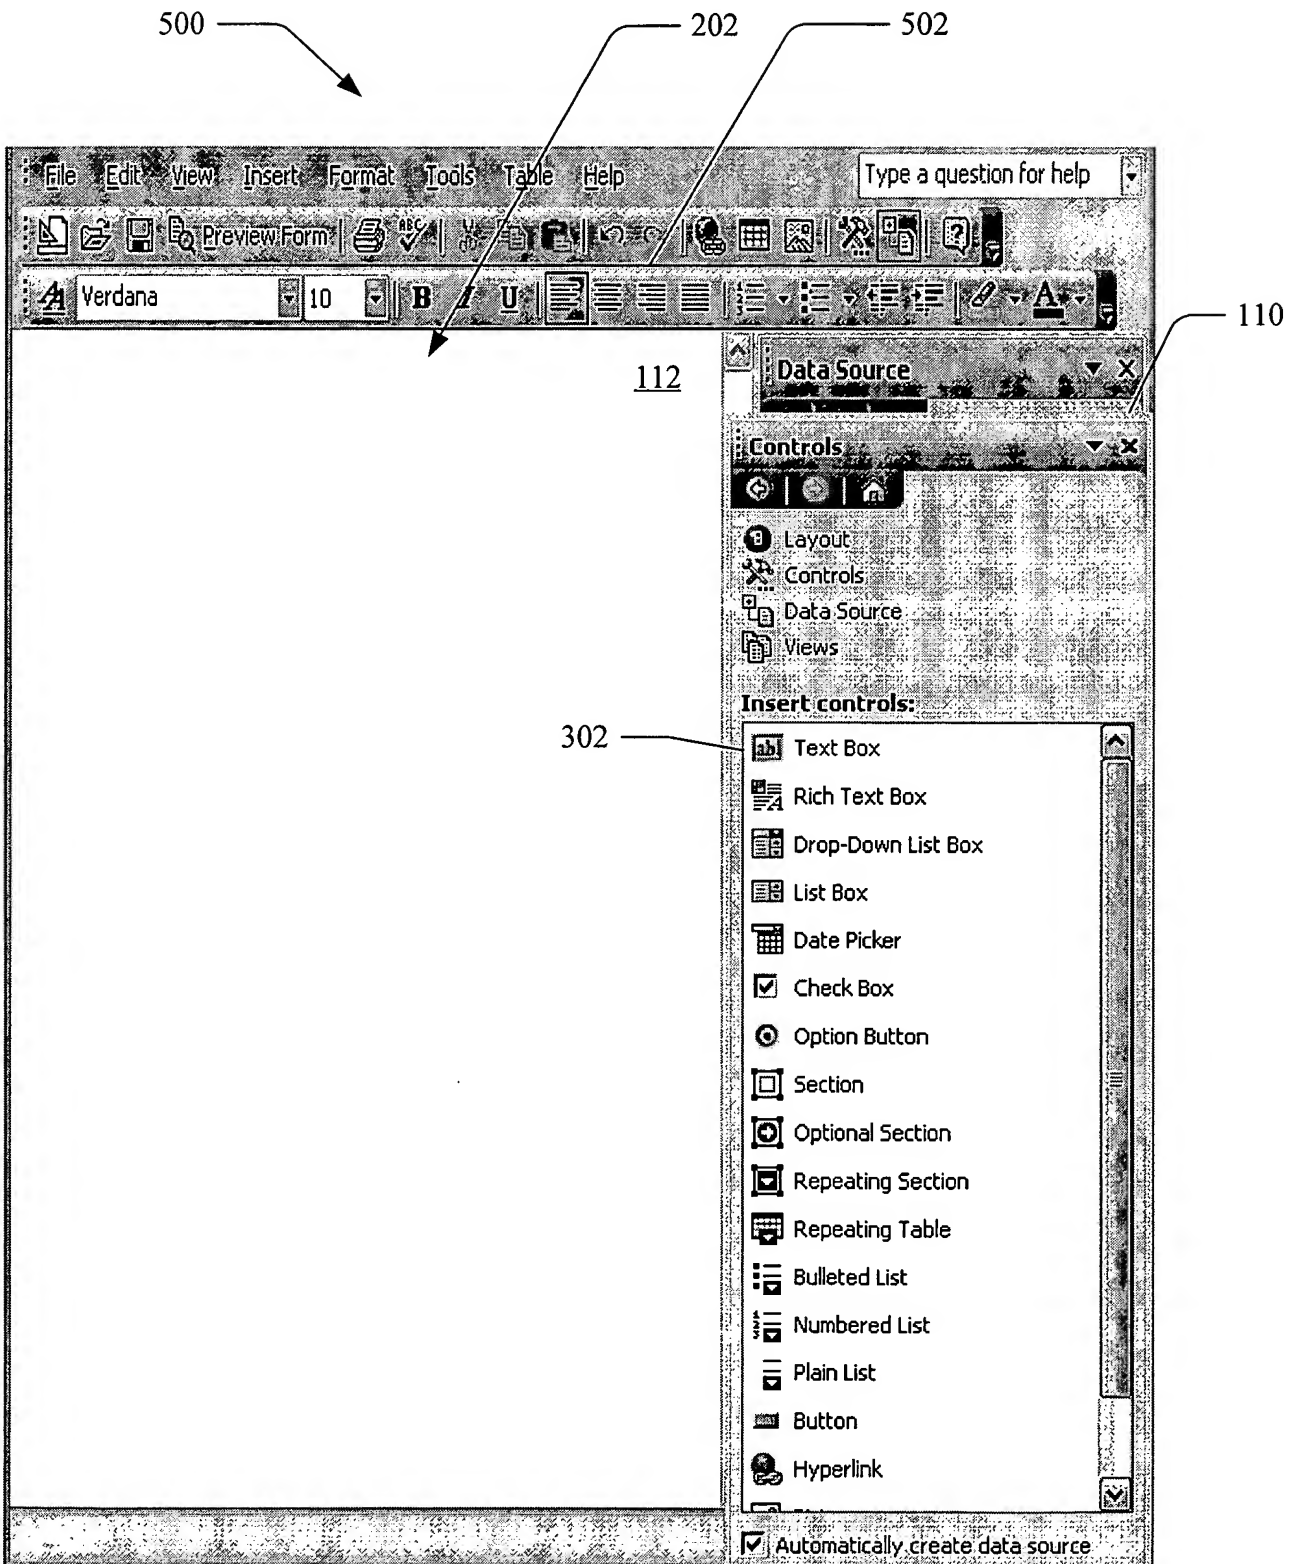 500 202 502
File Edit View Insert Format Tools Table Help Type a question for help
Preview Form ABC
A Verdana 10 B I U A
110
112 Data Source
Controls
Layout
Controls
Data Source
Views
Insert controls:
302 ab Text Box
Rich Text Box
Drop-Down List Box
List Box
Date Picker
Check Box
Option Button
Section
Optional Section
Repeating Section
Repeating Table
Bulleted List
Numbered List
Plain List
Button
Hyperlink
Automatically create data source